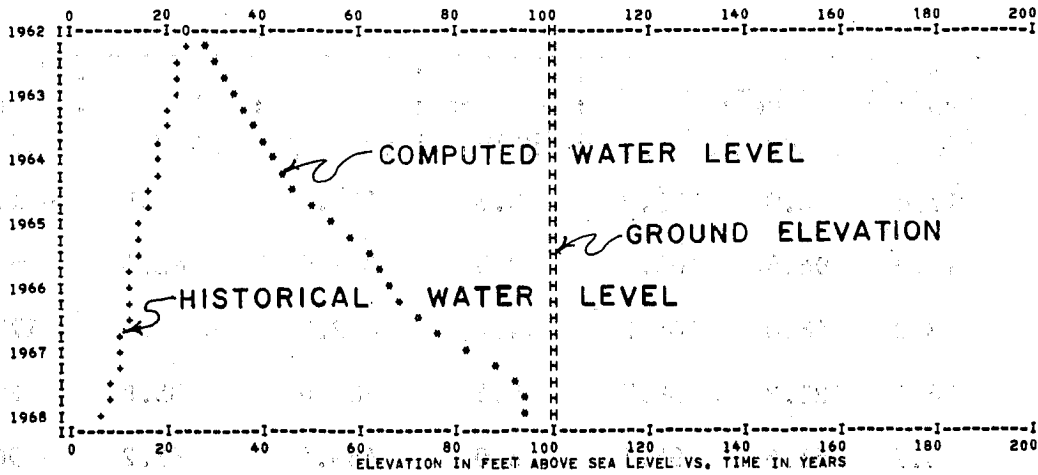 0 20 40 60 80 100 120 140 160 180 200
1962
1963
1964
COMPUTED WATER LEVEL
1965
GROUND ELEVATION
1966
HISTORICAL WATER LEVEL
1967
1968
0 20 40 60 80 100 120 140 160 180 200
ELEVATION IN FEET ABOVE SEA LEVEL VS. TIME IN YEARS